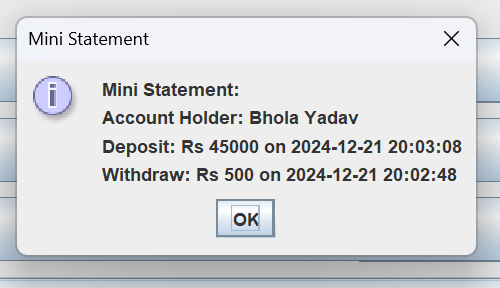 Mini Statement
Mini Statement:
Account Holder: Bhola Yadav
Deposit: Rs 45000 on 2024-12-21 20:03:08
Withdraw: Rs 500 on 2024-12-21 20:02:48
OK